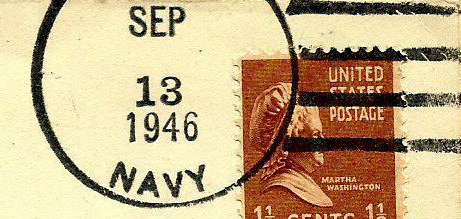 SEP
13
1946
NAVY
UNITED
STATES
POSTAGE
MARTHA
WASHINGTON
1½ CENTS 1½